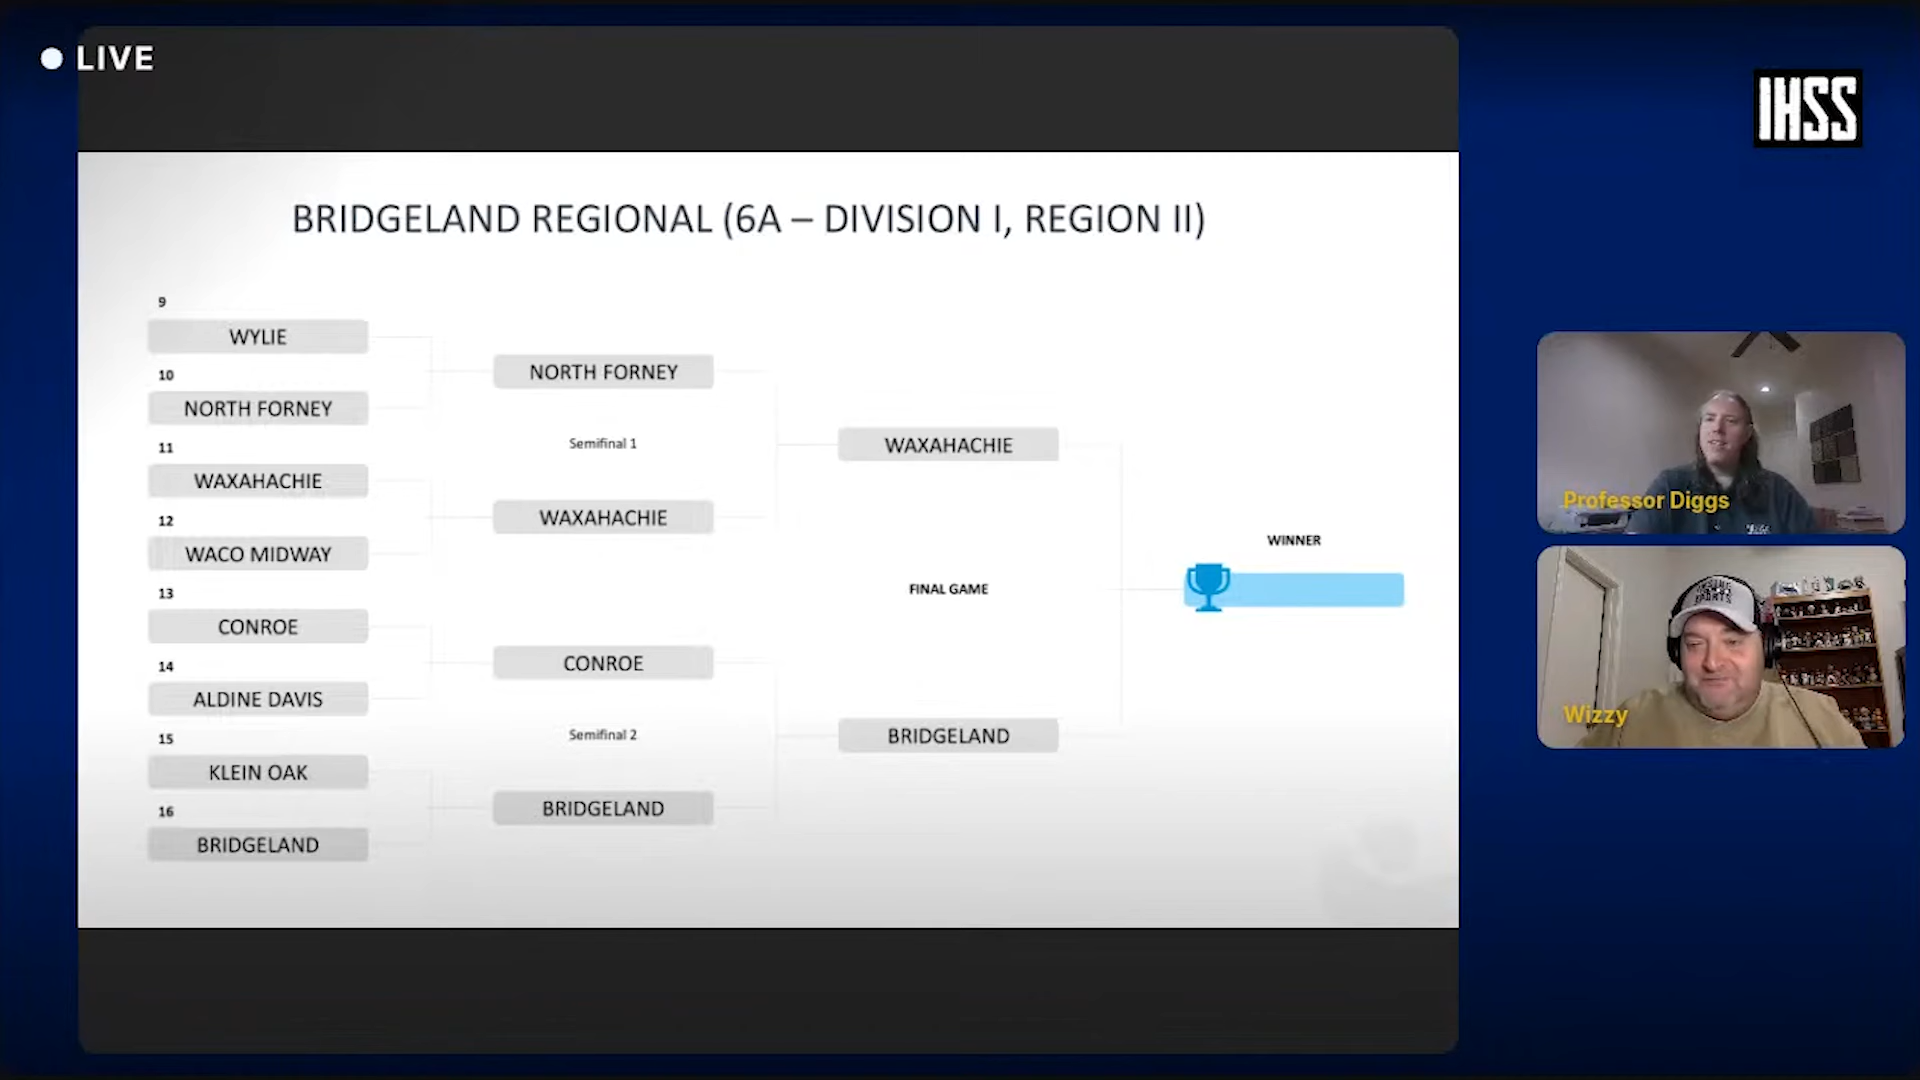 LIVE
IHSS
BRIDGELAND REGIONAL (6A – DIVISION I, REGION II)
9
WYLIE
10
NORTH FORNEY
11
WAXAHACHIE
12
WACO MIDWAY
13
CONROE
14
ALDINE DAVIS
15
KLEIN OAK
16
BRIDGELAND
NORTH FORNEY
Semifinal 1
WAXAHACHIE
CONROE
Semifinal 2
BRIDGELAND
WAXAHACHIE
FINAL GAME
BRIDGELAND
WINNER
Professor Diggs
Wizzy